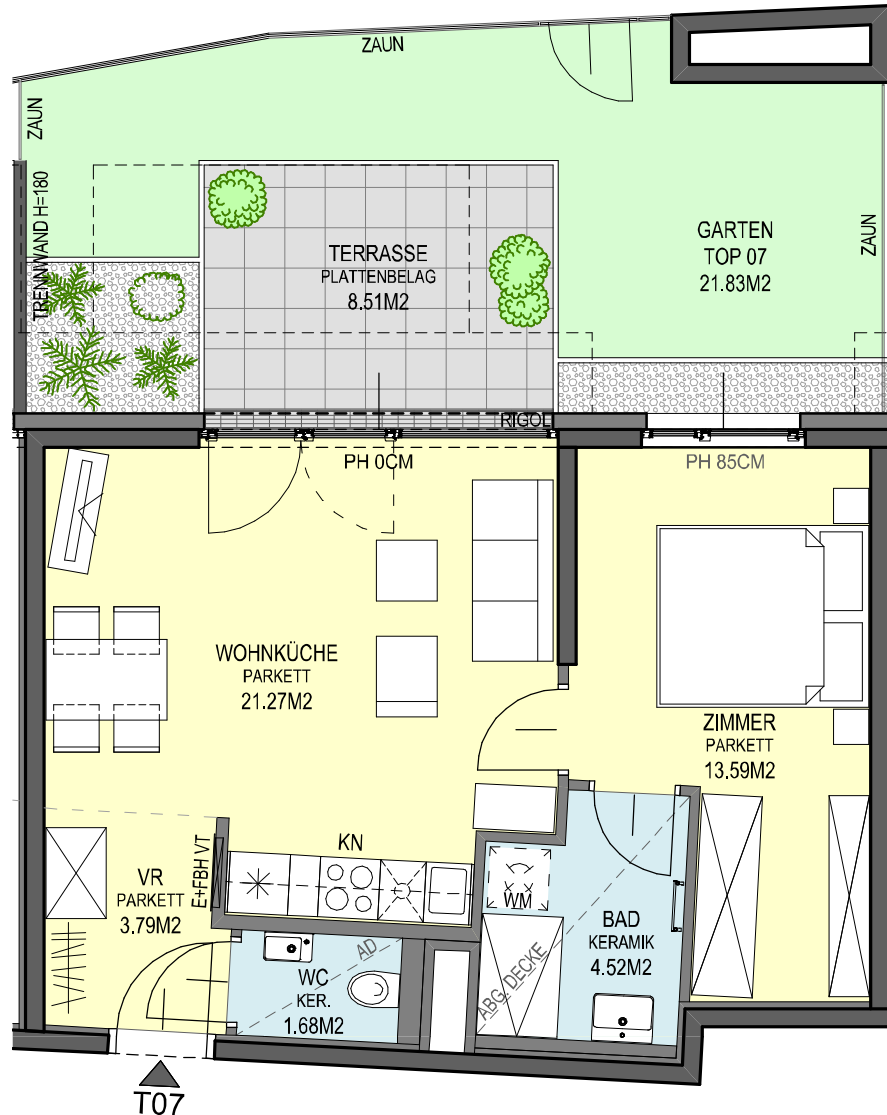 ZAUN
ZAUN
TRENNWAND H=180
TERRASSE
PLATTENBELAG
8.51M2
GARTEN
TOP 07
21.83M2
ZAUN
RIGOL
PH 0CM
PH 85CM
WOHNKÜCHE
PARKETT
21.27M2
ZIMMER
PARKETT
13.59M2
KN
E+FBH VT
VR
PARKETT
3.79M2
WM
BAD
KERAMIK
4.52M2
ABG. DECKE
AD
WC
KER.
1.68M2
T07